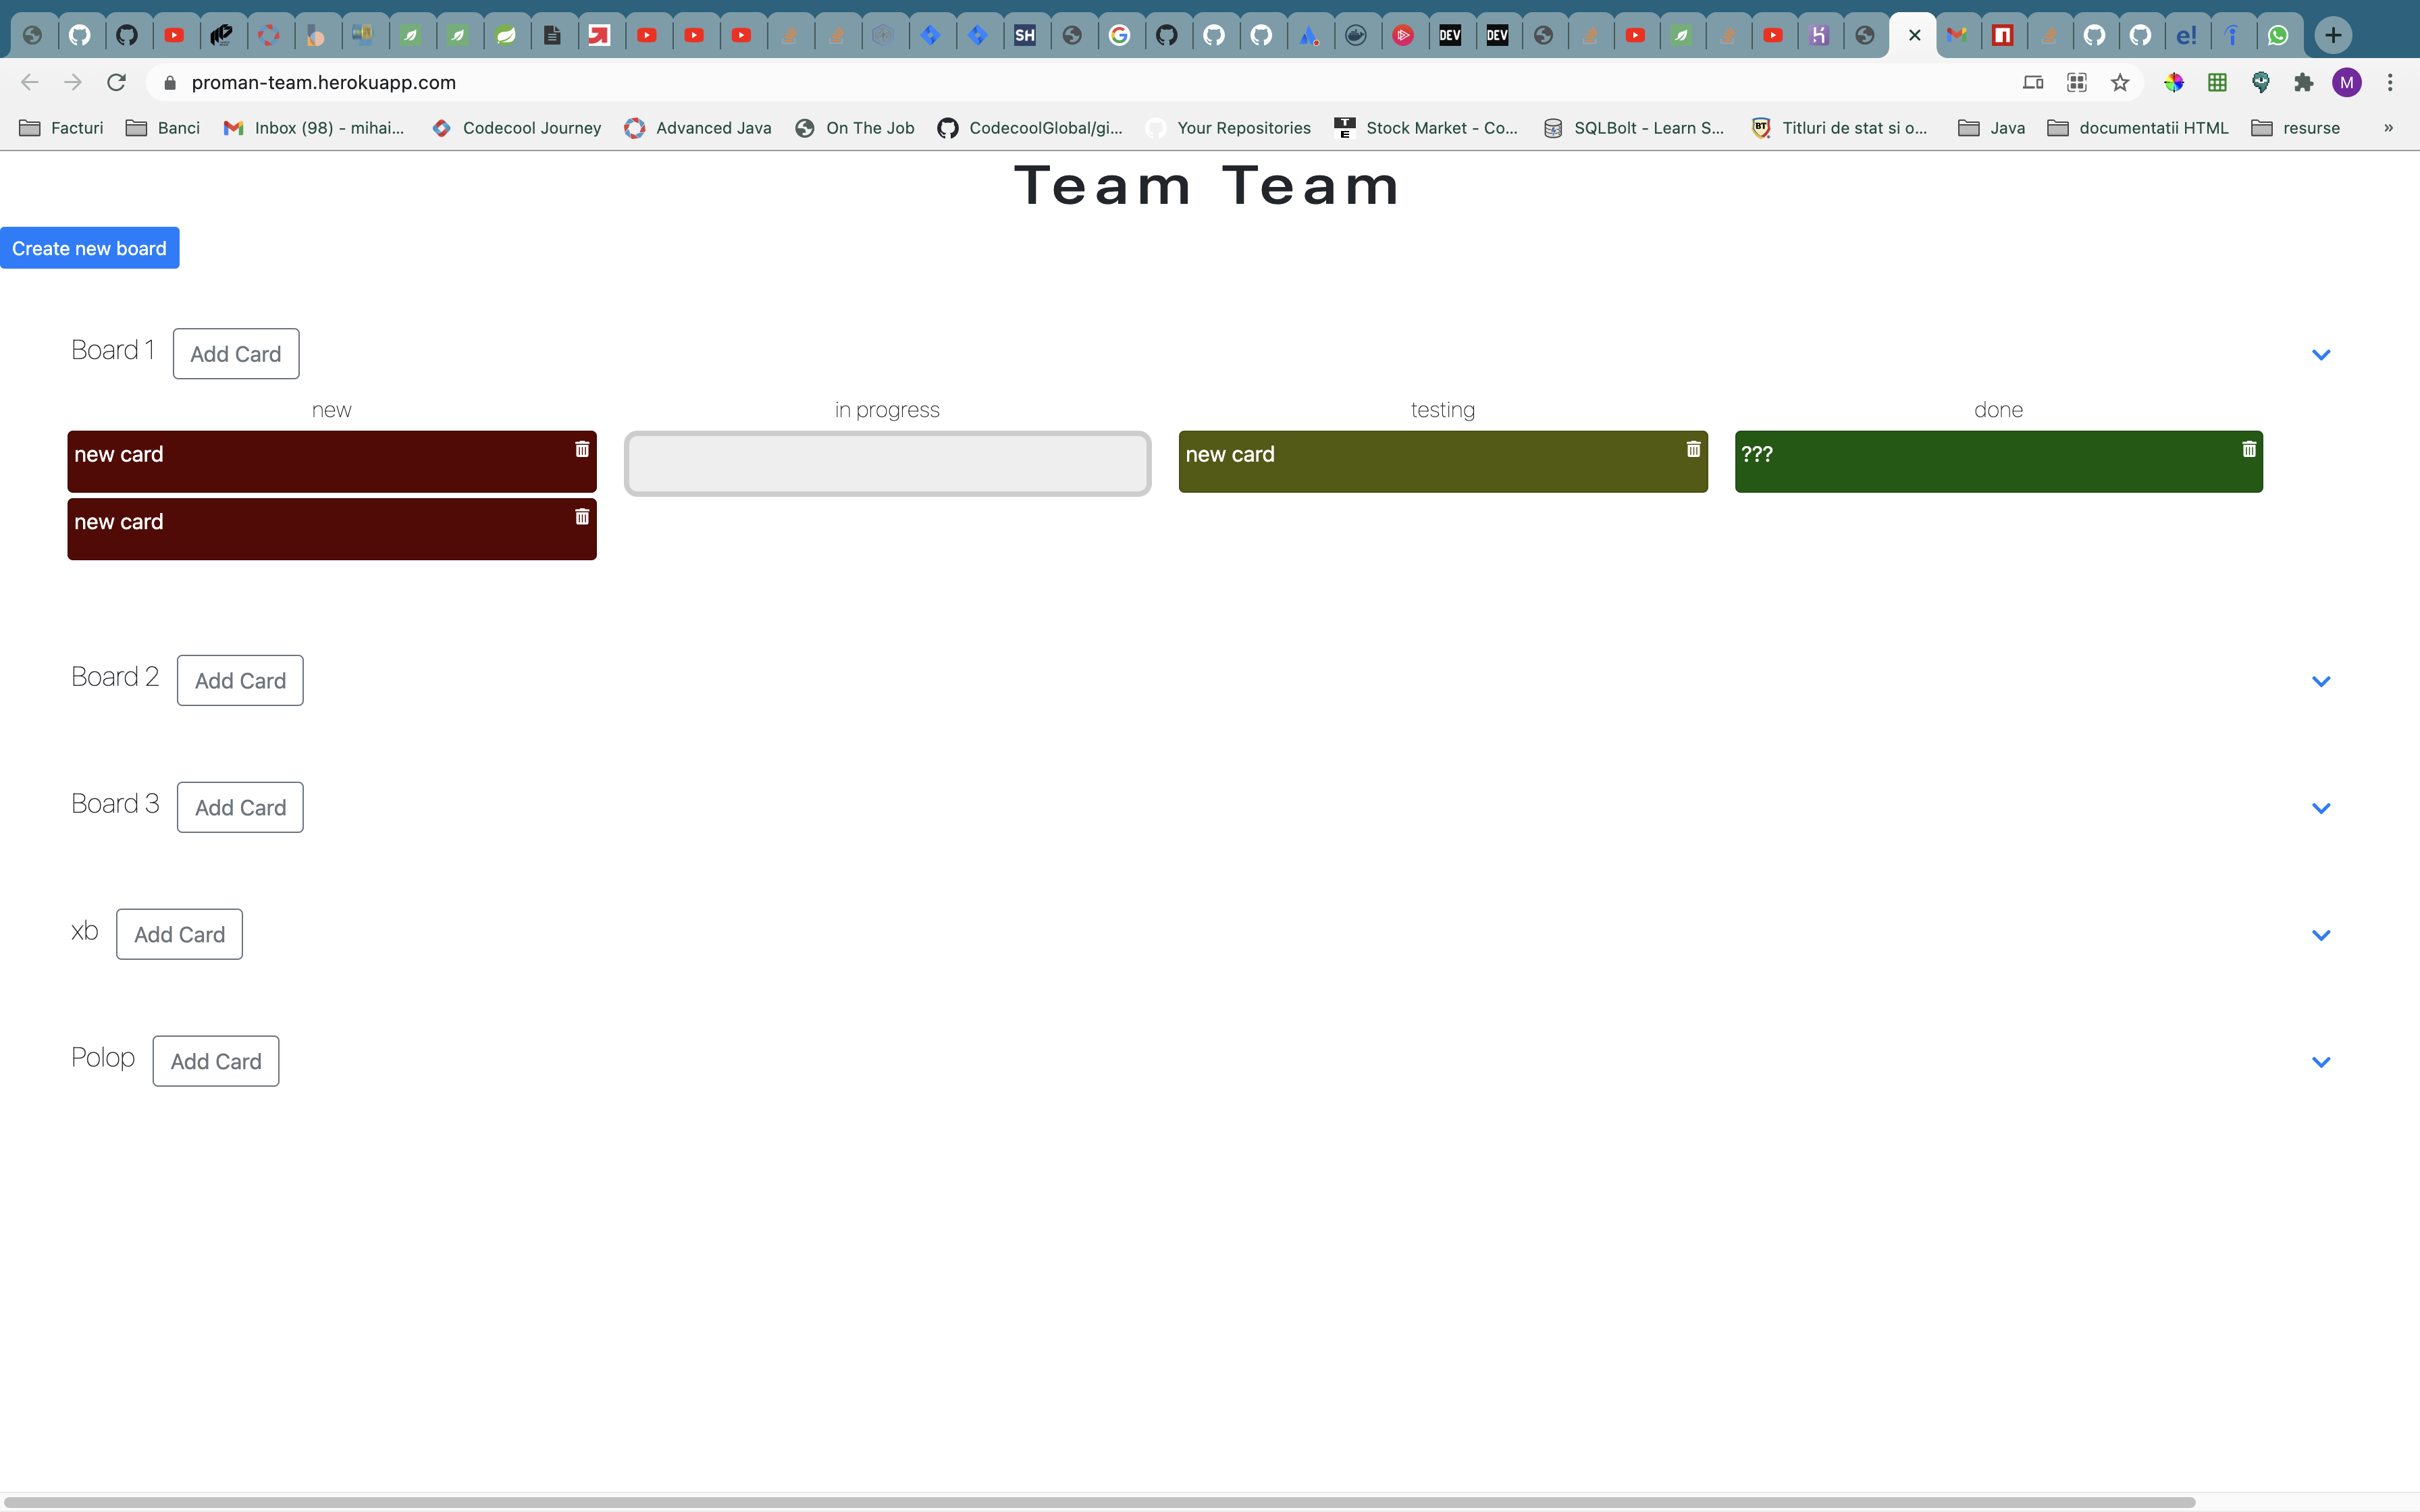 SH
DEV
DEV
e!
proman-team.herokuapp.com
M
Facturi
Banci
Inbox (98) - mihai...
Codecool Journey
Advanced Java
On The Job
CodecoolGlobal/gi...
Your Repositories
T
E
Stock Market - Co...
SQLBolt - Learn S...
BT
Titluri de stat si o...
Java
documentatii HTML
resurse
»
Team Team
Create new board
Board 1
Add Card
new
in progress
testing
done
new card
new card
???
new card
Board 2
Add Card
Board 3
Add Card
xb
Add Card
Polop
Add Card